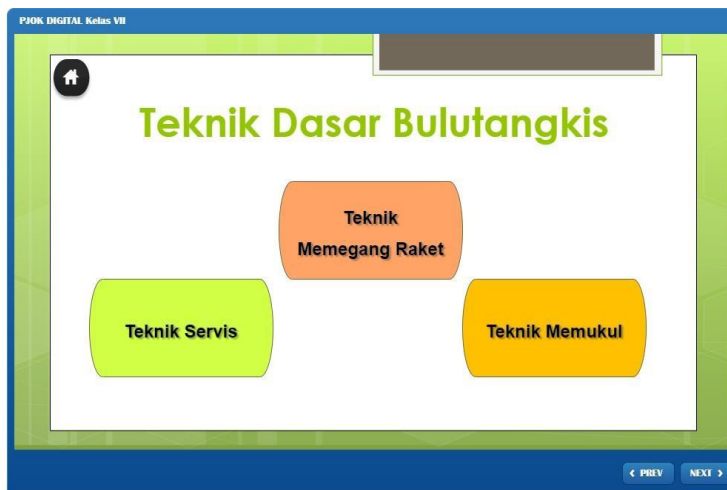 PJOK DIGITAL Kelas VII
Teknik Dasar Bulutangkis
Teknik
Memegang Raket
Teknik Servis
Teknik Memukul
PREV
NEXT